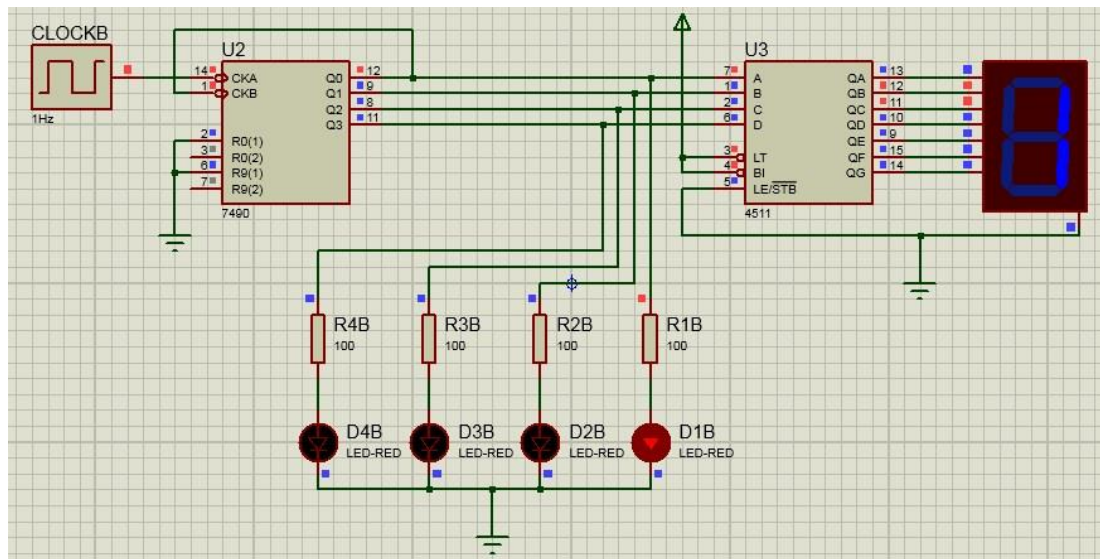 CLOCKB
1Hz
U2
14 CKA Q0 12
1 CKB Q1 9
Q2 8
Q3 11
2 R0(1)
3 R0(2)
6 R9(1)
7 R9(2)
7490
U3
7 A QA 13
1 B QB 12
2 C QC 11
6 D QD 10
QE 9
3 LT QF 15
4 BI QG 14
5 LE/STB
4511
R4B
100
R3B
100
R2B
100
R1B
100
D4B
LED-RED
D3B
LED-RED
D2B
LED-RED
D1B
LED-RED